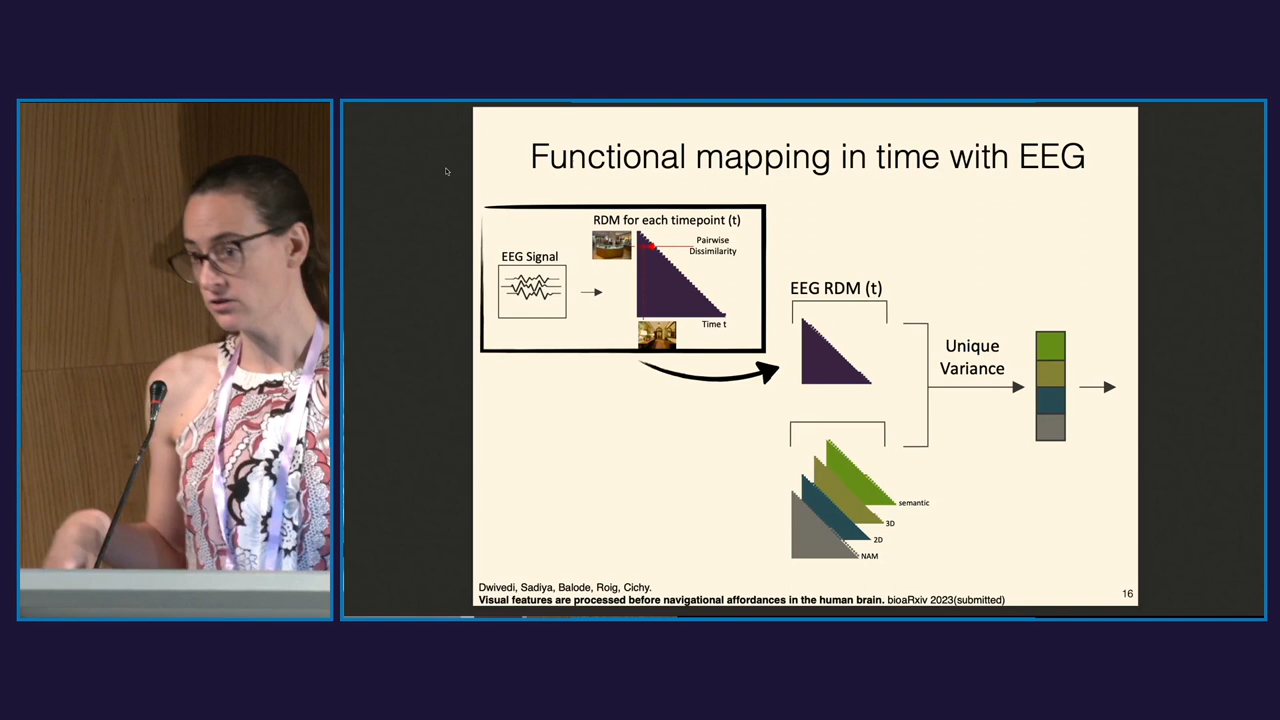 Functional mapping in time with EEG
RDM for each timepoint (t)
Pairwise
Dissimilarity
EEG Signal
Time t
EEG RDM (t)
Unique
Variance
semantic
3D
2D
NAM
Dwivedi, Sadiya, Balode, Roig, Cichy.
Visual features are processed before navigational affordances in the human brain. bioaRxiv 2023(submitted)
16